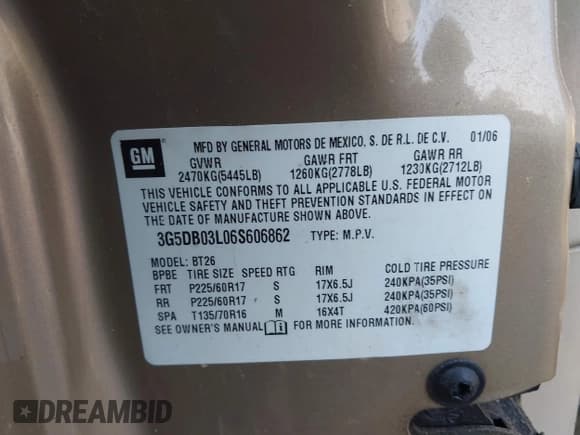 GM
MFD BY GENERAL MOTORS DE MEXICO, S. DE R.L. DE C.V. 01/06
GVWR GAWR FRT GAWR RR
2470KG(5445LB) 1260KG(2778LB) 1230KG(2712LB)
THIS VEHICLE CONFORMS TO ALL APPLICABLE U.S. FEDERAL MOTOR
VEHICLE SAFETY AND THEFT PREVENTION STANDARDS IN EFFECT ON
THE DATE OF MANUFACTURE SHOWN ABOVE.
3G5DB03L06S606862 TYPE: M.P.V.
MODEL: BT26
BPBE TIRE SIZE SPEED RTG RIM COLD TIRE PRESSURE
FRT P225/60R17 S 17X6.5J 240KPA(35PSI)
RR P225/60R17 S 17X6.5J 240KPA(35PSI)
SPA T135/70R16 M 16X4T 420KPA(60PSI)
SEE OWNER'S MANUAL FOR MORE INFORMATION.
DREAMBID